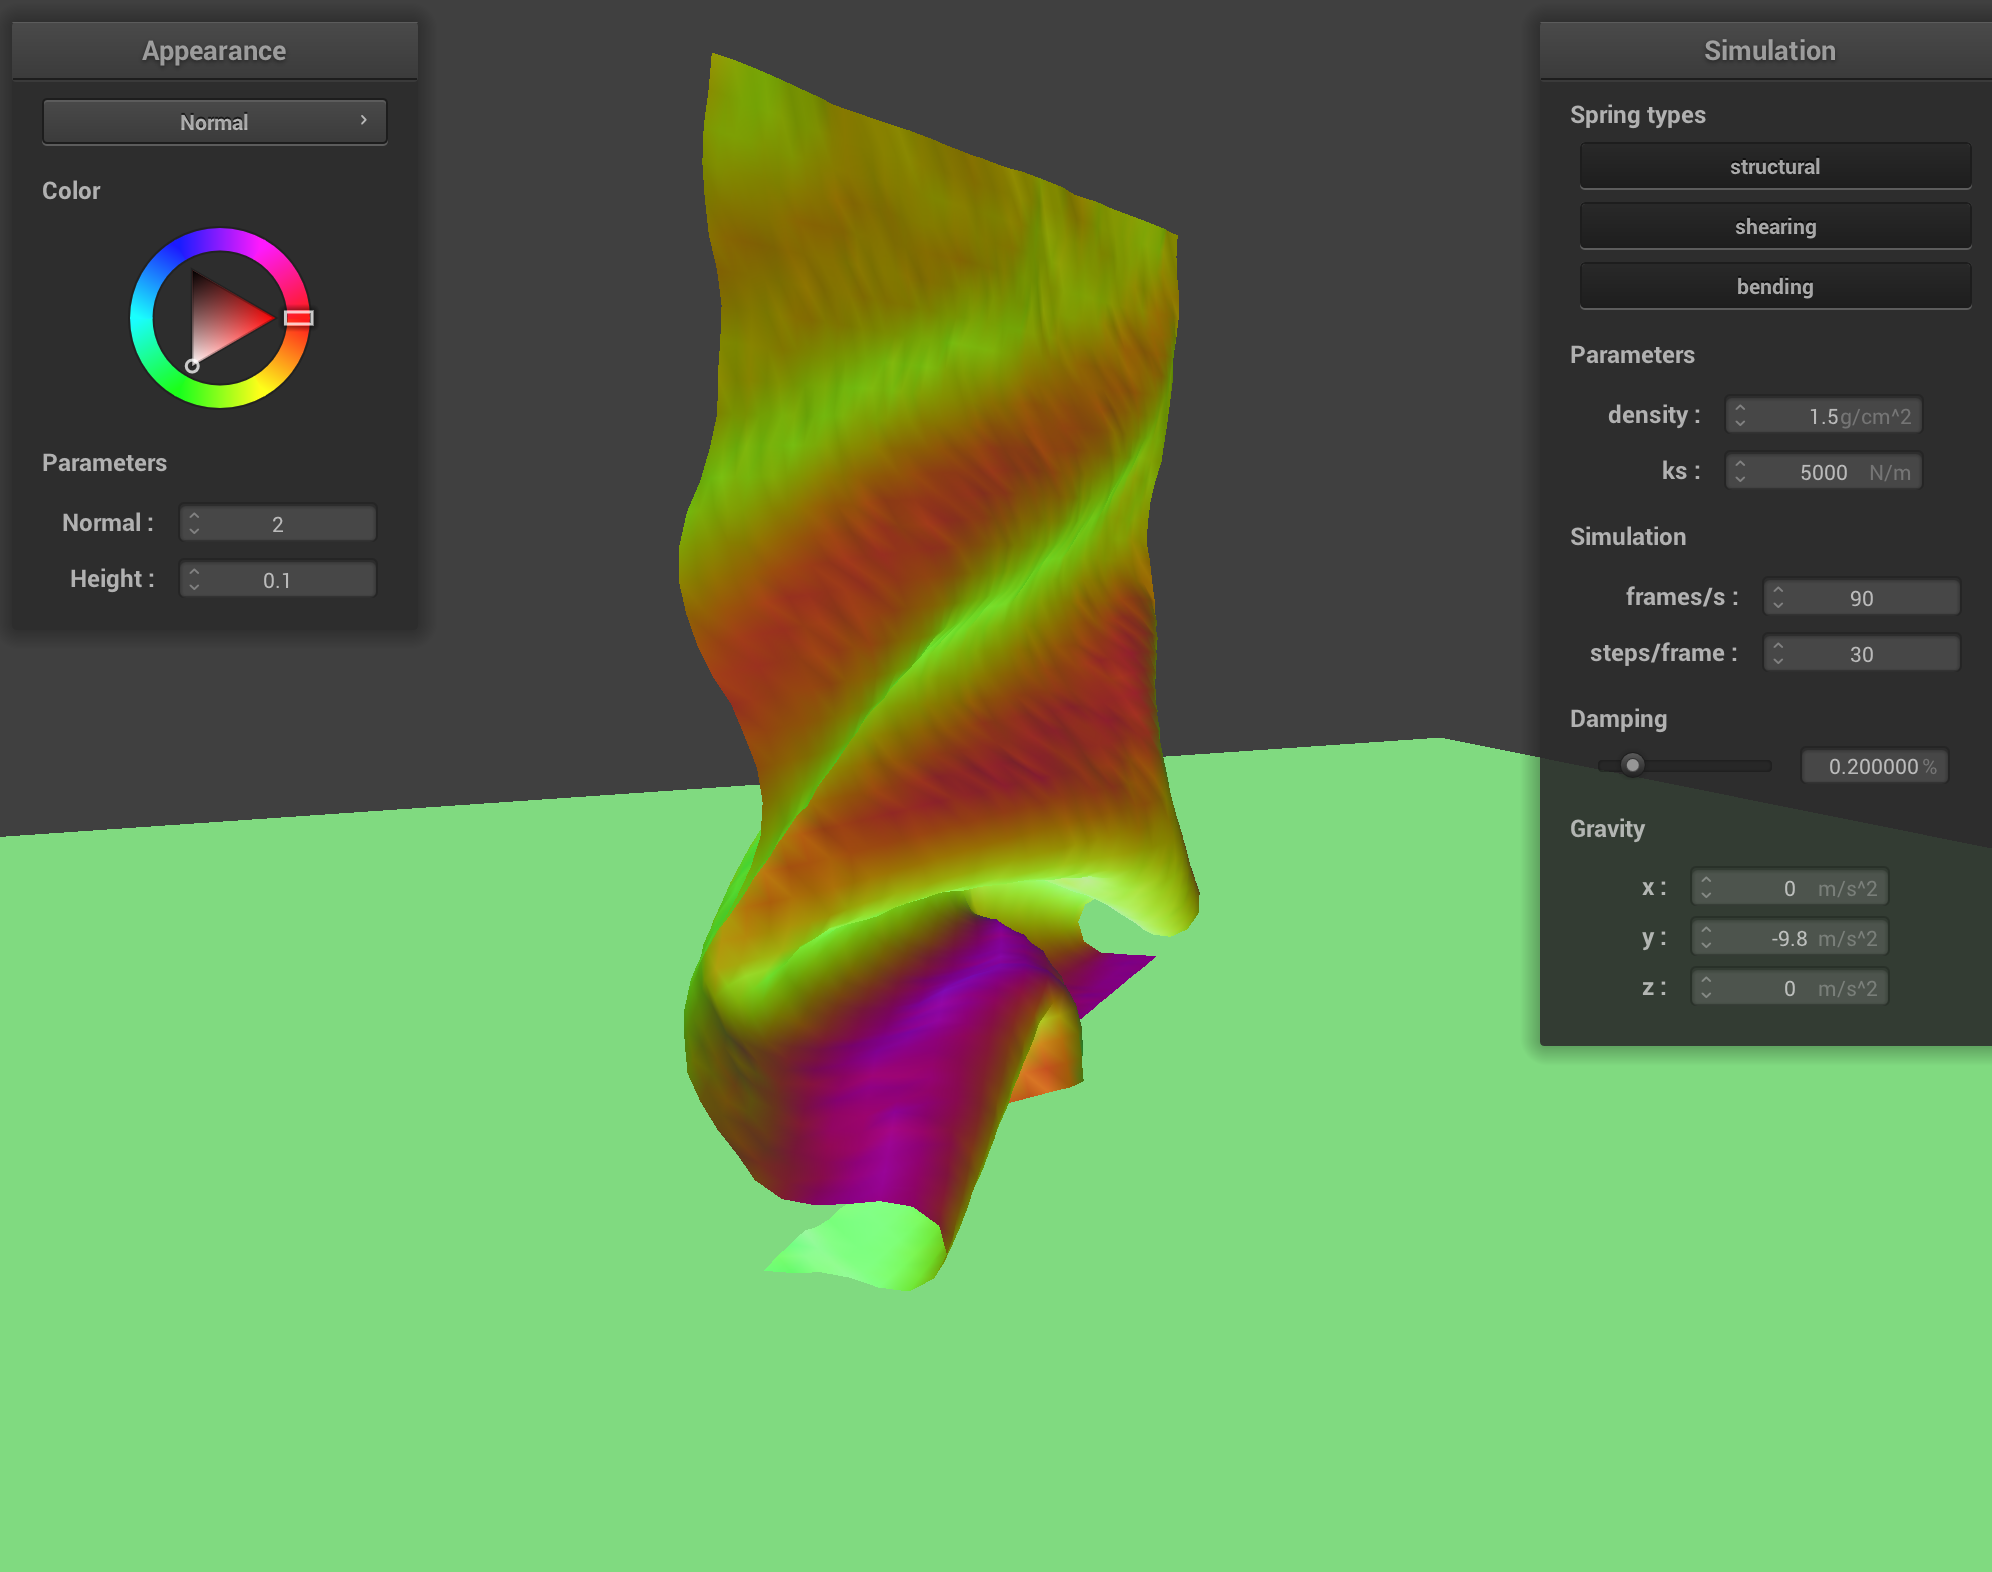 Appearance
Normal
Color
Parameters
Normal : 2
Height : 0.1
Simulation
Spring types
structural
shearing
bending
Parameters
density : 1.5g/cm^2
ks : 5000 N/m
Simulation
frames/s : 90
steps/frame : 30
Damping
0.200000%
Gravity
x : 0 m/s^2
y : -9.8 m/s^2
z : 0 m/s^2